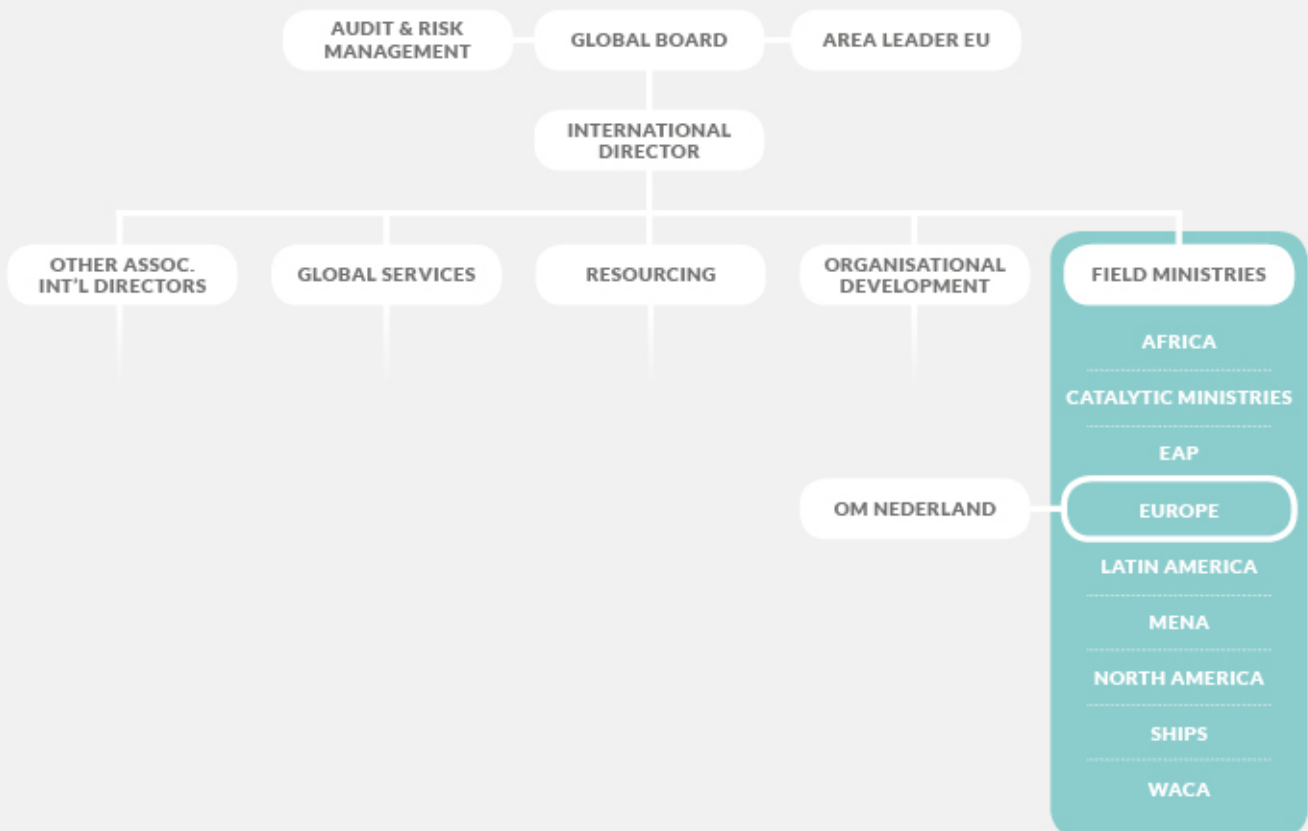 AUDIT & RISK
MANAGEMENT
GLOBAL BOARD
AREA LEADER EU
INTERNATIONAL
DIRECTOR
OTHER ASSOC.
INT'L DIRECTORS
GLOBAL SERVICES
RESOURCING
ORGANISATIONAL
DEVELOPMENT
FIELD MINISTRIES
AFRICA
CATALYTIC MINISTRIES
EAP
OM NEDERLAND
EUROPE
LATIN AMERICA
MENA
NORTH AMERICA
SHIPS
WACA